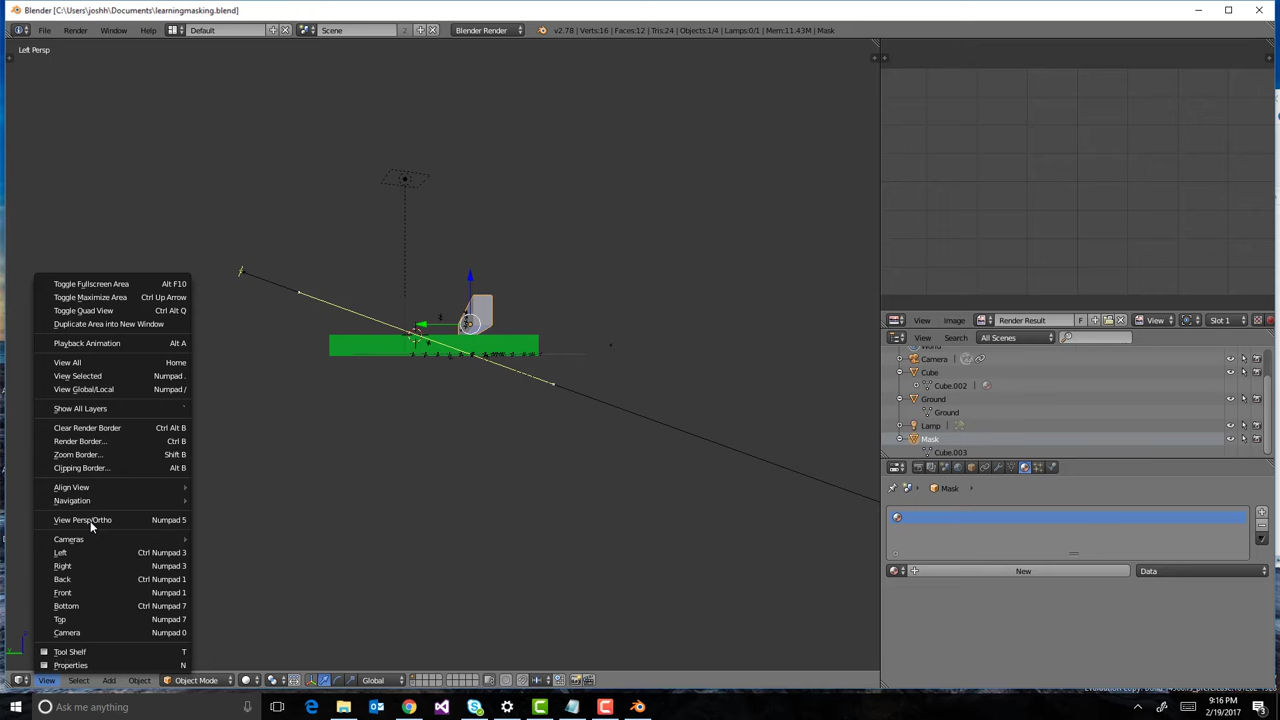 Blender [C:\Users\joshh\Documents\learningmasking.blend]
File Render Window Help Default Scene 2 Blender Render v2.78 | Verts:16 | Faces:12 | Tris:24 | Objects:1/4 | Lamps:0/1 | Mem:11.43M | Mask
Left Persp
Toggle Fullscreen Area Alt F10
Toggle Maximize Area Ctrl Up Arrow
Toggle Quad View Ctrl Alt Q
Duplicate Area into New Window
Playback Animation Alt A
View All Home
View Selected Numpad .
View Global/Local Numpad /
Show All Layers `
Clear Render Border Ctrl Alt B
Render Border... Ctrl B
Zoom Border... Shift B
Clipping Border... Alt B
Align View
Navigation
View Persp/Ortho Numpad 5
Cameras
Left Ctrl Numpad 3
Right Numpad 3
Back Ctrl Numpad 1
Front Numpad 1
Bottom Ctrl Numpad 7
Top Numpad 7
Camera Numpad 0
Tool Shelf T
Properties N
View Select Add Object Object Mode Global
View Image Render Result F View Slot 1
View Search All Scenes
Camera
Cube
Cube.002
Ground
Ground
Lamp
Mask
Cube.003
Mask
New Data
Ask me anything
9:16 PM
2/19/2017